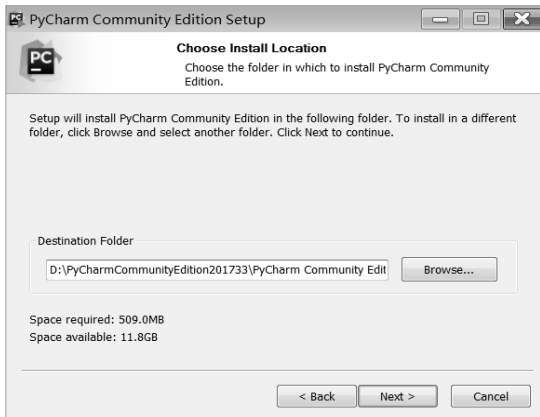 PyCharm Community Edition Setup
PC
Choose Install Location
Choose the folder in which to install PyCharm Community
Edition.
Setup will install PyCharm Community Edition in the following folder. To install in a different
folder, click Browse and select another folder. Click Next to continue.
Destination Folder
D:\PyCharmCommunityEdition201733\PyCharm Community Edit
Browse...
Space required: 509.0MB
Space available: 11.8GB
< Back
Next >
Cancel